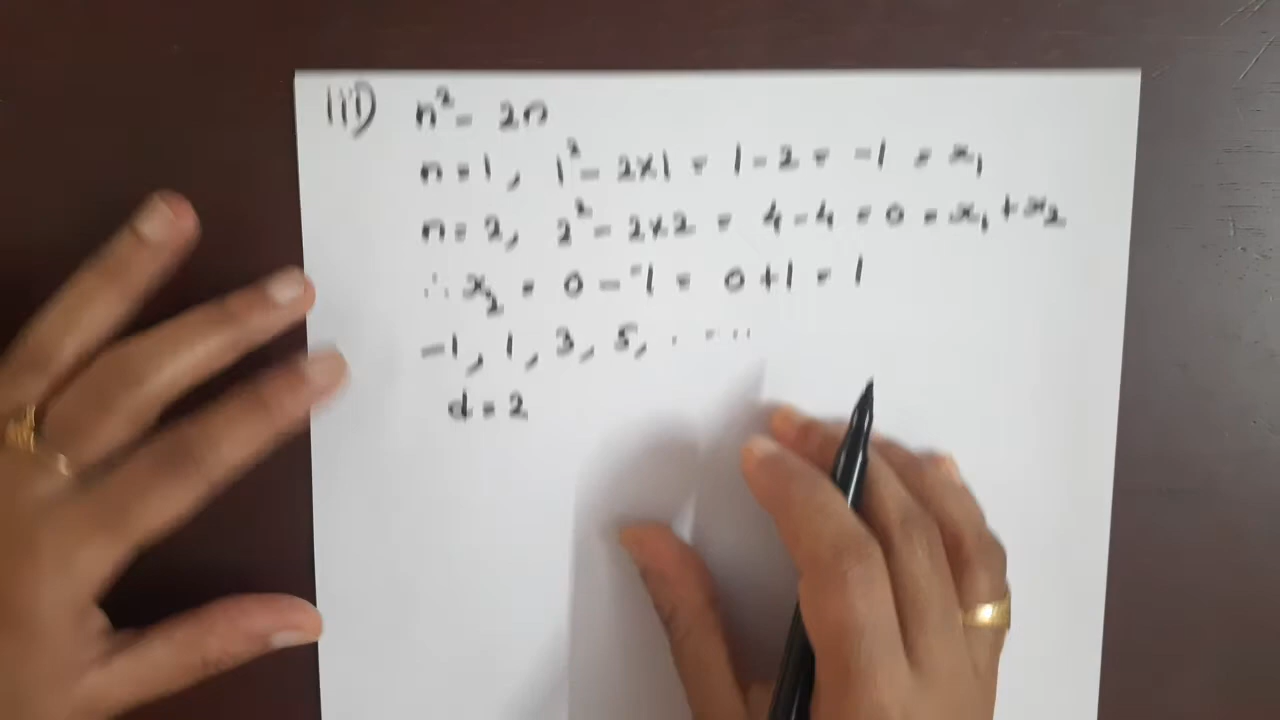 iii) n² - 2n
n = 1, 1² - 2×1 = 1 - 2 = -1 = x₁
n = 2, 2² - 2×2 = 4 - 4 = 0 = x₁ + x₂
∴ x₂ = 0 - -1 = 0 + 1 = 1
-1, 1, 3, 5, .....
d = 2